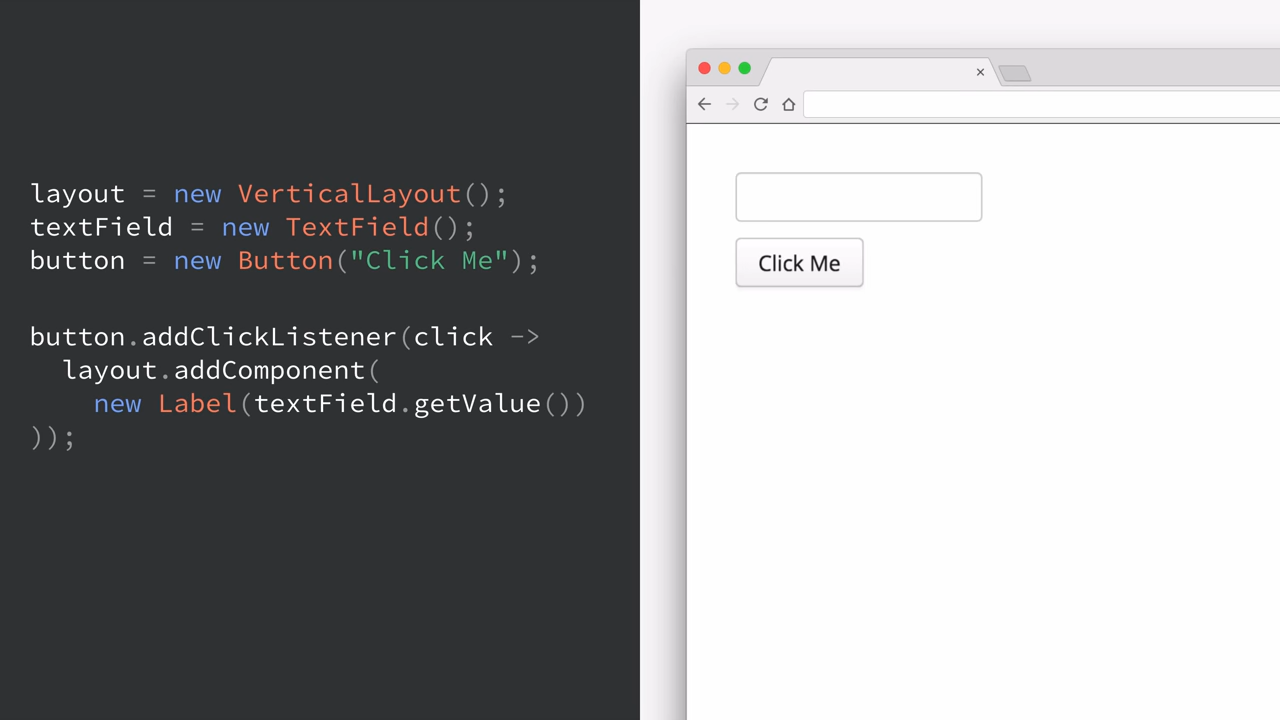 layout = new VerticalLayout();
textField = new TextField();
button = new Button("Click Me");
button.addClickListener(click ->
layout.addComponent(
new Label(textField.getValue())
));
Click Me